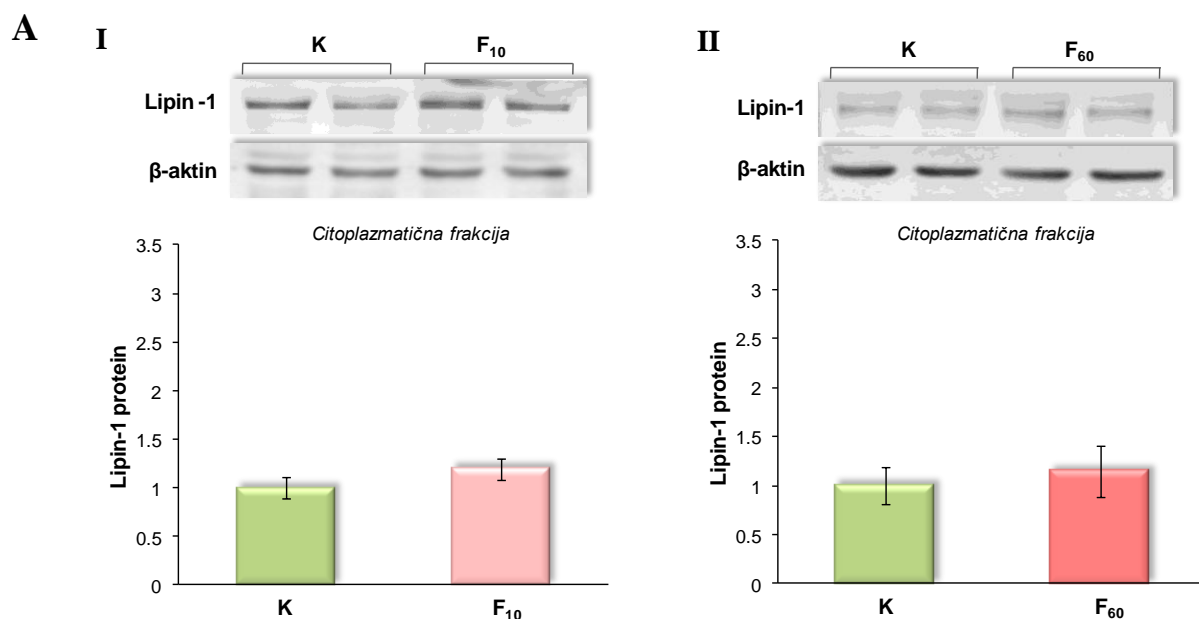 A
I
K F₁₀
Lipin -1
β-aktin
Citoplazmatična frakcija
Lipin-1 protein
3.5
3
2.5
2
1.5
1
0.5
0
K F₁₀
II
K F₆₀
Lipin-1
β-aktin
Citoplazmatična frakcija
Lipin-1 protein
3.5
3
2.5
2
1.5
1
0.5
0
K F₆₀